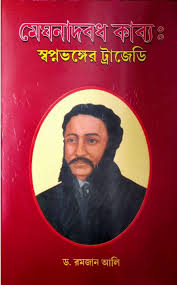 মেঘনাদবধ কাব্য:
স্বপ্নভঙ্গের ট্রাজেডি
ড. রমজান আলি